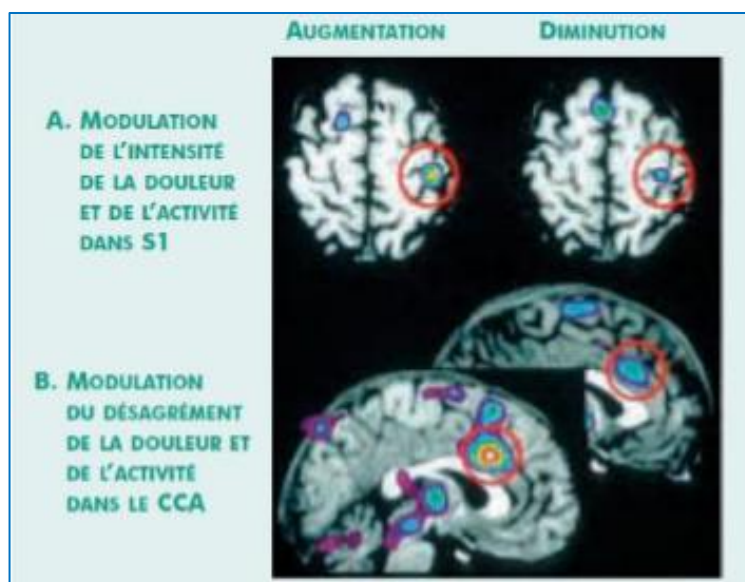 AUGMENTATION DIMINUTION
A. MODULATION
DE L'INTENSITÉ
DE LA DOULEUR
ET DE L'ACTIVITÉ
DANS S1
B. MODULATION
DU DÉSAGRÉMENT
DE LA DOULEUR ET
DE L'ACTIVITÉ
DANS LE CCA